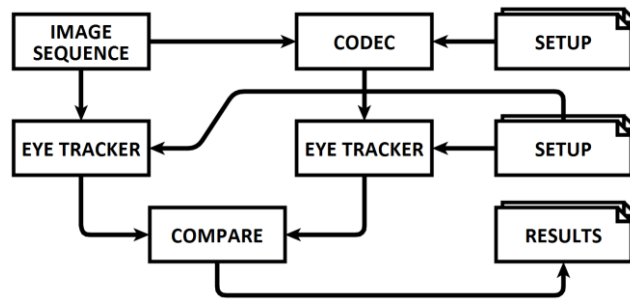 IMAGE
SEQUENCE
CODEC
SETUP
EYE TRACKER
EYE TRACKER
SETUP
COMPARE
RESULTS